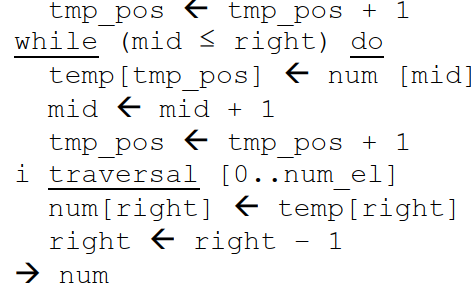 tmp_pos ← tmp_pos + 1
while (mid ≤ right) do
temp[tmp_pos] ← num [mid]
mid ← mid + 1
tmp_pos ← tmp_pos + 1
i traversal [0..num_el]
num[right] ← temp[right]
right ← right - 1
→ num